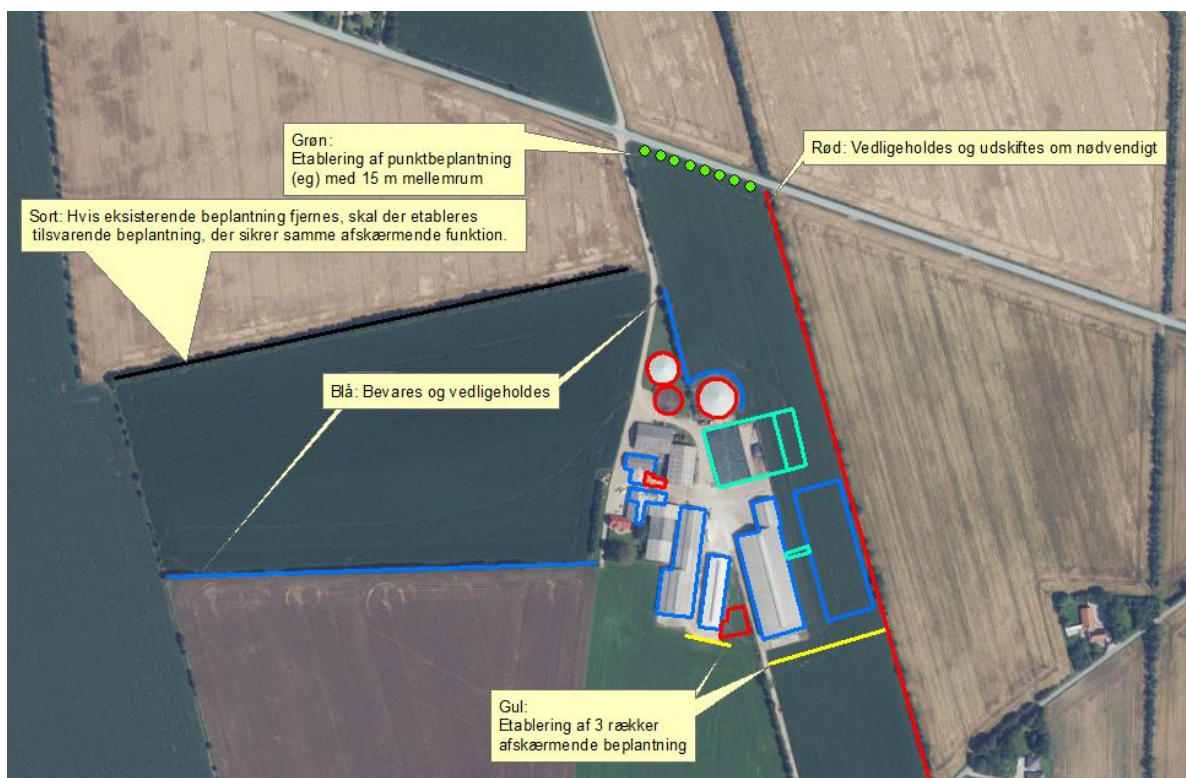 Grøn:
Etablering af punktbeplantning
(eg) med 15 m mellemrum
Rød: Vedligeholdes og udskiftes om nødvendigt
Sort: Hvis eksisterende beplantning fjernes, skal der etableres
tilsvarende beplantning, der sikrer samme afskærmende funktion.
Blå: Bevares og vedligeholdes
Gul:
Etablering af 3 rækker
afskærmende beplantning